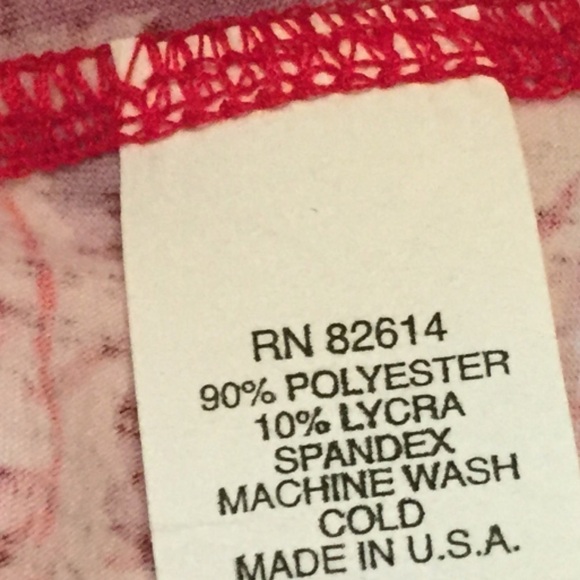 RN 82614
90% POLYESTER
10% LYCRA
SPANDEX
MACHINE WASH
COLD
MADE IN U.S.A.